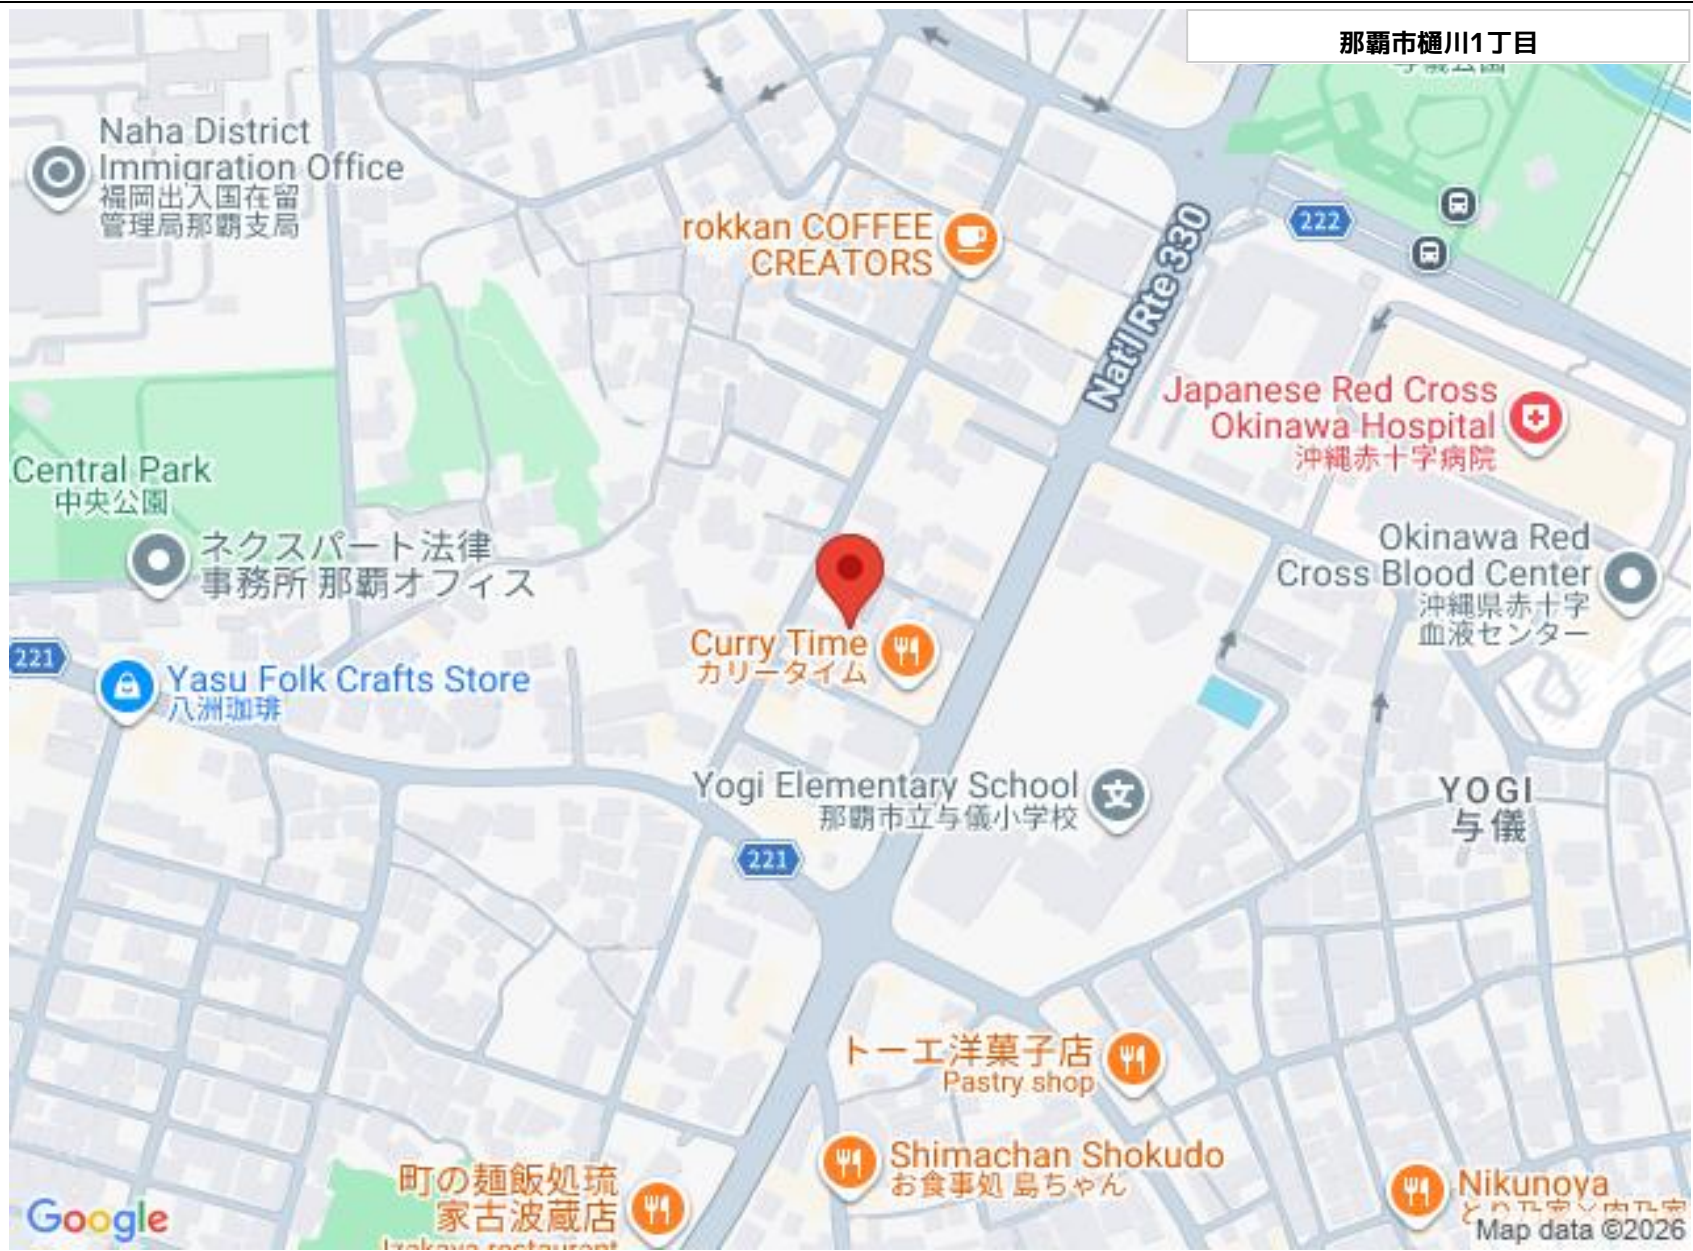 那覇市樋川1丁目
Naha District
Immigration Office
福岡出入国在留
管理局那覇支局
rokkan COFFEE
CREATORS
222
Nat'l Rte 330
Japanese Red Cross
Okinawa Hospital
沖縄赤十字病院
Central Park
中央公園
ネクスパート法律
事務所 那覇オフィス
Okinawa Red
Cross Blood Center
沖縄県赤十字
血液センター
221
Yasu Folk Crafts Store
八洲珈琲
Curry Time
カリータイム
Yogi Elementary School
那覇市立与儀小学校
文
YOGI
与儀
221
トーエ洋菓子店
Pastry shop
Shimachan Shokudo
お食事処 島ちゃん
町の麺飯処琉
家古波蔵店
Izakaya restaurant
Nikunoya
Google
Map data ©2026